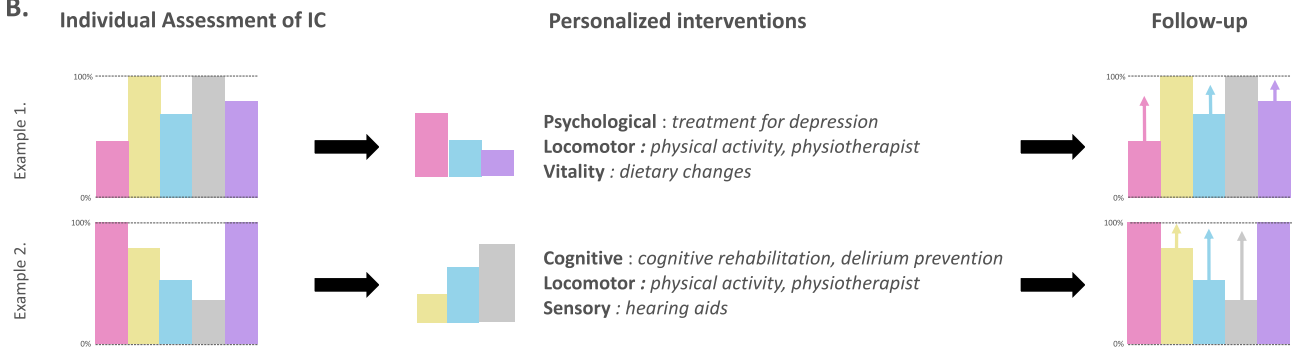 B.
Individual Assessment of IC
Personalized interventions
Follow-up
Example 1.
100%
0%
Psychological : treatment for depression
Locomotor : physical activity, physiotherapist
Vitality : dietary changes
100%
0%
Example 2.
100%
0%
Cognitive : cognitive rehabilitation, delirium prevention
Locomotor : physical activity, physiotherapist
Sensory : hearing aids
100%
0%